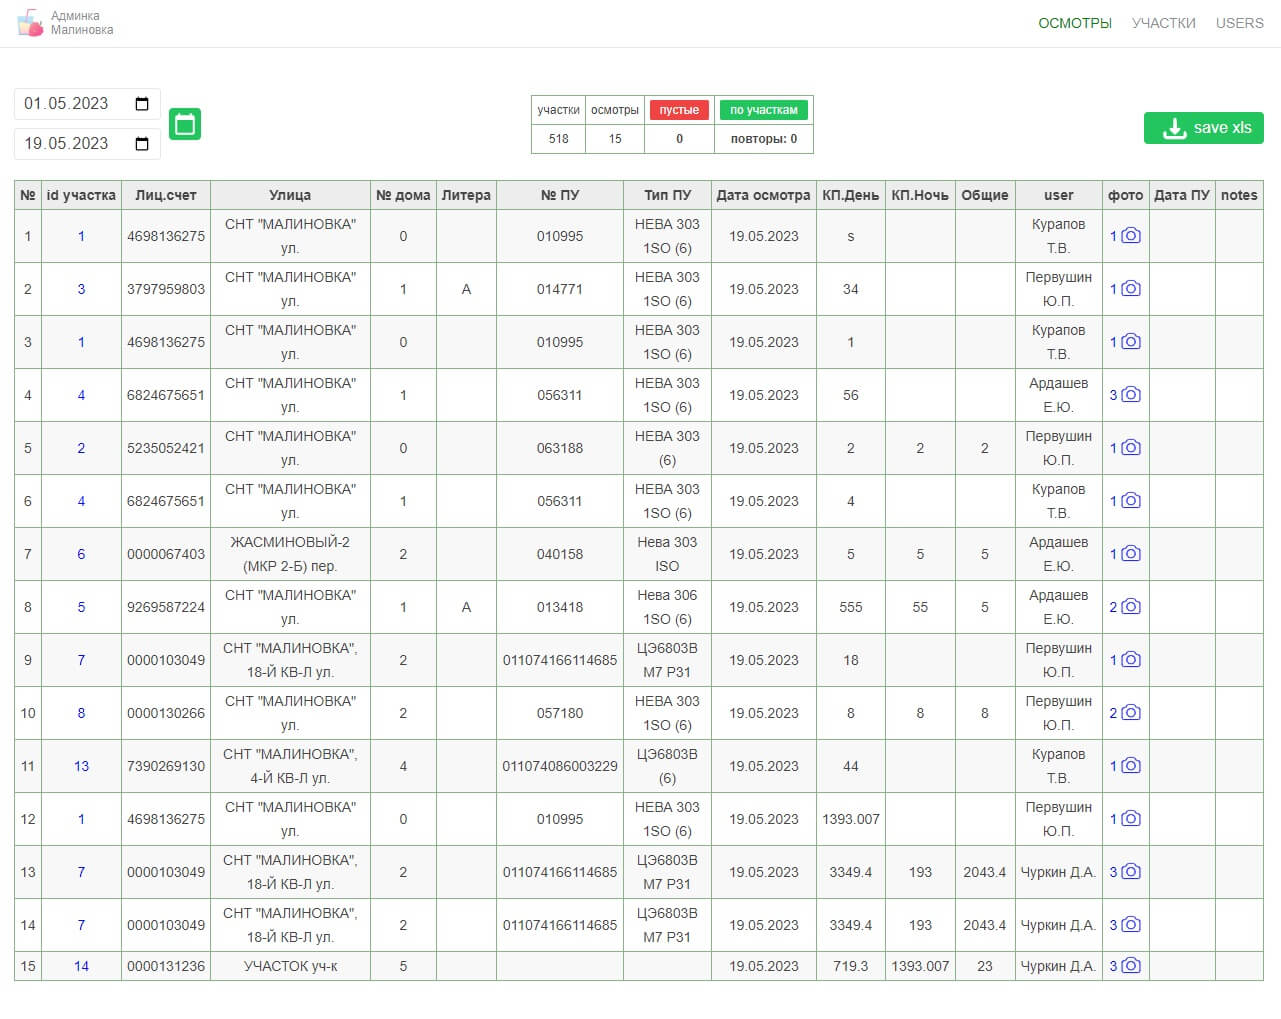 Админка
Малиновка
ОСМОТРЫ УЧАСТКИ USERS
01.05.2023
19.05.2023
участки осмотры пустые по участкам
518 15 0 повторы: 0
save xls
№ id участка Лиц.счет Улица № дома Литера № ПУ Тип ПУ Дата осмотра КП.День КП.Ночь Общие user фото Дата ПУ notes
1 1 4698136275 СНТ "МАЛИНОВКА" ул. 0 010995 НЕВА 303 1SO (6) 19.05.2023 s Курапов Т.В. 1
2 3 3797959803 СНТ "МАЛИНОВКА" ул. 1 А 014771 НЕВА 303 1SO (6) 19.05.2023 34 Первушин Ю.П. 1
3 1 4698136275 СНТ "МАЛИНОВКА" ул. 0 010995 НЕВА 303 1SO (6) 19.05.2023 1 Курапов Т.В. 1
4 4 6824675651 СНТ "МАЛИНОВКА" ул. 1 056311 НЕВА 303 1SO (6) 19.05.2023 56 Ардашев Е.Ю. 3
5 2 5235052421 СНТ "МАЛИНОВКА" ул. 0 063188 НЕВА 303 (6) 19.05.2023 2 2 2 Первушин Ю.П. 1
6 4 6824675651 СНТ "МАЛИНОВКА" ул. 1 056311 НЕВА 303 1SO (6) 19.05.2023 4 Курапов Т.В. 1
7 6 0000067403 ЖАСМИНОВЫЙ-2 (МКР 2-Б) пер. 2 040158 Нева 303 ISO 19.05.2023 5 5 5 Ардашев Е.Ю. 1
8 5 9269587224 СНТ "МАЛИНОВКА" ул. 1 А 013418 Нева 306 1SO (6) 19.05.2023 555 55 5 Ардашев Е.Ю. 2
9 7 0000103049 СНТ "МАЛИНОВКА", 18-Й КВ-Л ул. 2 011074166114685 ЦЭ6803В М7 Р31 19.05.2023 18 Первушин Ю.П. 1
10 8 0000130266 СНТ "МАЛИНОВКА" ул. 2 057180 НЕВА 303 1SO (6) 19.05.2023 8 8 8 Первушин Ю.П. 2
11 13 7390269130 СНТ "МАЛИНОВКА", 4-Й КВ-Л ул. 4 011074086003229 ЦЭ6803В (6) 19.05.2023 44 Курапов Т.В. 1
12 1 4698136275 СНТ "МАЛИНОВКА" ул. 0 010995 НЕВА 303 1SO (6) 19.05.2023 1393.007 Первушин Ю.П. 1
13 7 0000103049 СНТ "МАЛИНОВКА", 18-Й КВ-Л ул. 2 011074166114685 ЦЭ6803В М7 Р31 19.05.2023 3349.4 193 2043.4 Чуркин Д.А. 3
14 7 0000103049 СНТ "МАЛИНОВКА", 18-Й КВ-Л ул. 2 011074166114685 ЦЭ6803В М7 Р31 19.05.2023 3349.4 193 2043.4 Чуркин Д.А. 3
15 14 0000131236 УЧАСТОК уч-к 5 19.05.2023 719.3 1393.007 23 Чуркин Д.А. 3